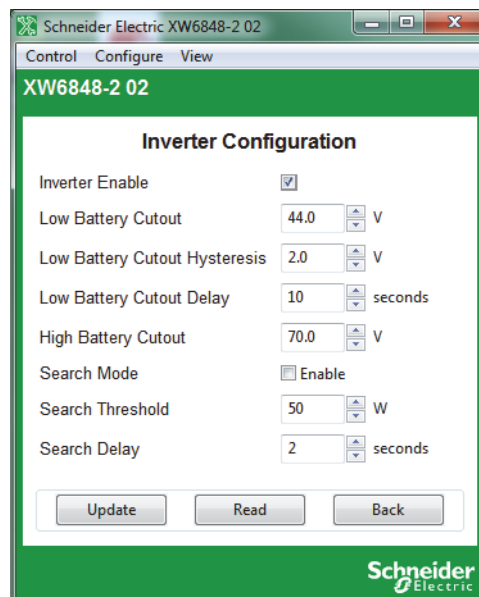 Schneider Electric XW6848-2 02
Control Configure View
XW6848-2 02
Inverter Configuration
Inverter Enable
Low Battery Cutout 44.0 V
Low Battery Cutout Hysteresis 2.0 V
Low Battery Cutout Delay 10 seconds
High Battery Cutout 70.0 V
Search Mode Enable
Search Threshold 50 W
Search Delay 2 seconds
Update Read Back
Schneider
Electric